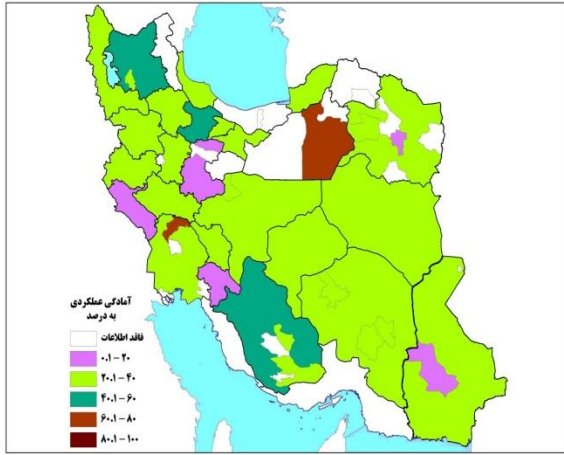 آمادگی عملکردی
به درصد
فاقد اطلاعات
۰.۱ – ۲۰
۲۰.۱ – ۴۰
۴۰.۱ – ۶۰
۶۰.۱ – ۸۰
۸۰.۱ – ۱۰۰